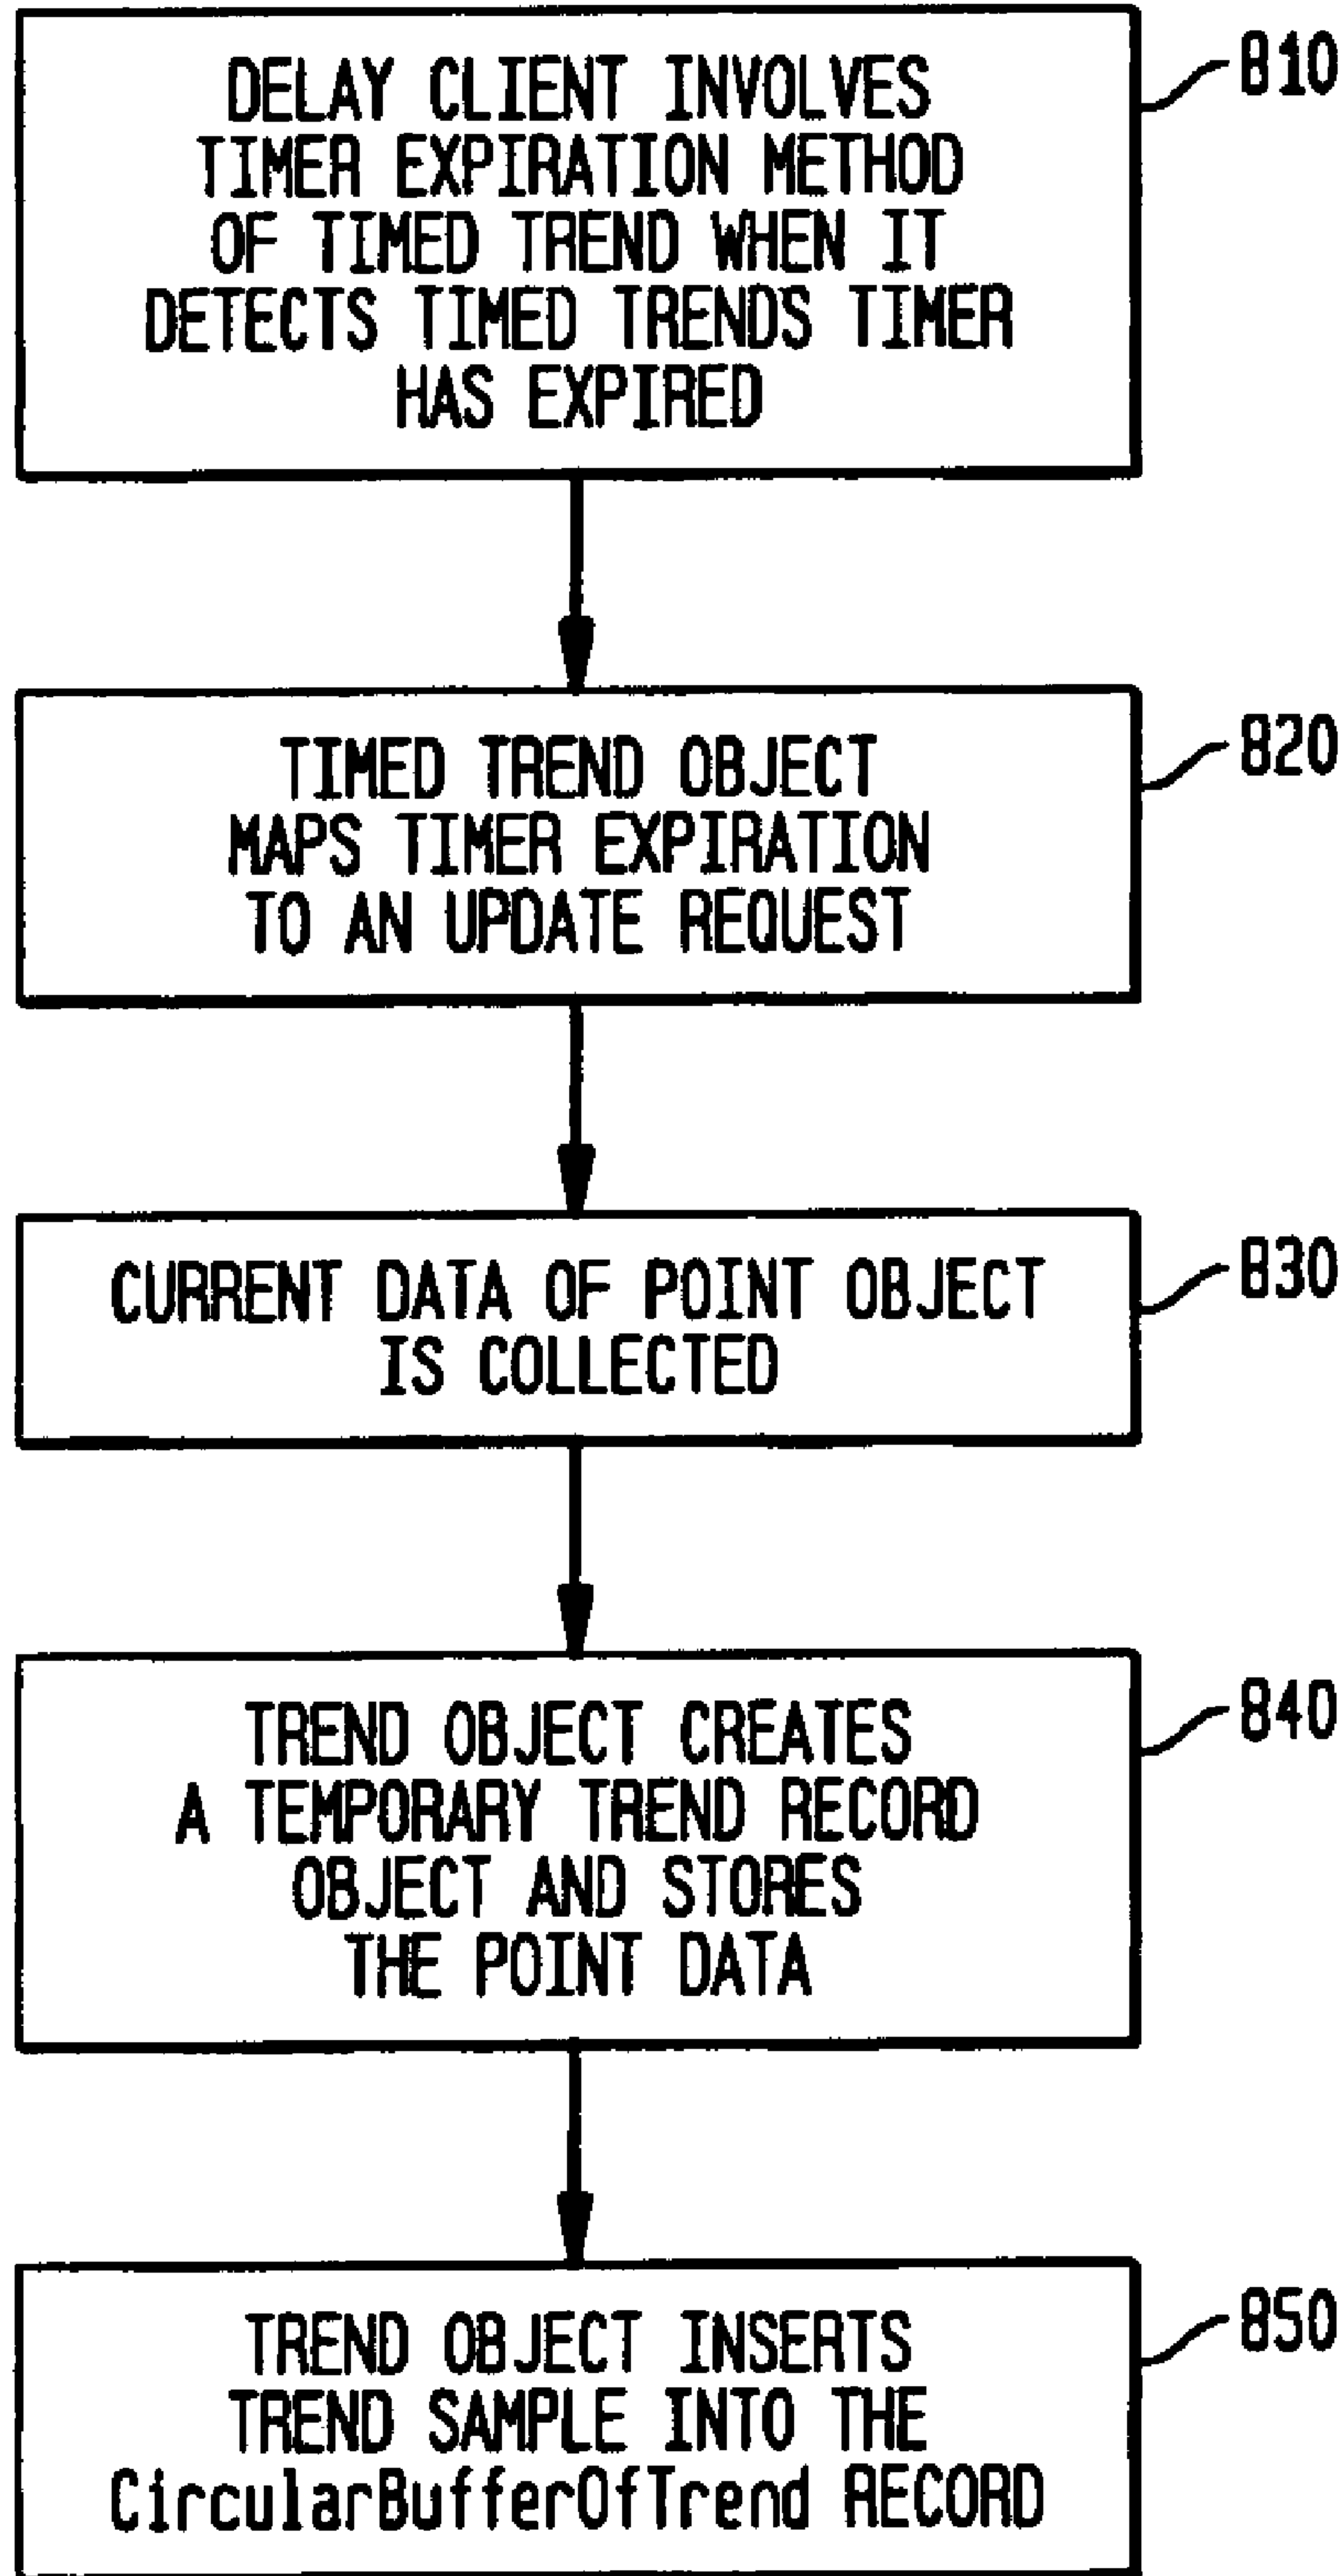 DELAY CLIENT INVOLVES
TIMER EXPIRATION METHOD
OF TIMED TREND WHEN IT
DETECTS TIMED TRENDS TIMER
HAS EXPIRED
810
TIMED TREND OBJECT
MAPS TIMER EXPIRATION
TO AN UPDATE REQUEST
820
CURRENT DATA OF POINT OBJECT
IS COLLECTED
830
TREND OBJECT CREATES
A TEMPORARY TREND RECORD
OBJECT AND STORES
THE POINT DATA
840
TREND OBJECT INSERTS
TREND SAMPLE INTO THE
CircularBufferOfTrend RECORD
850